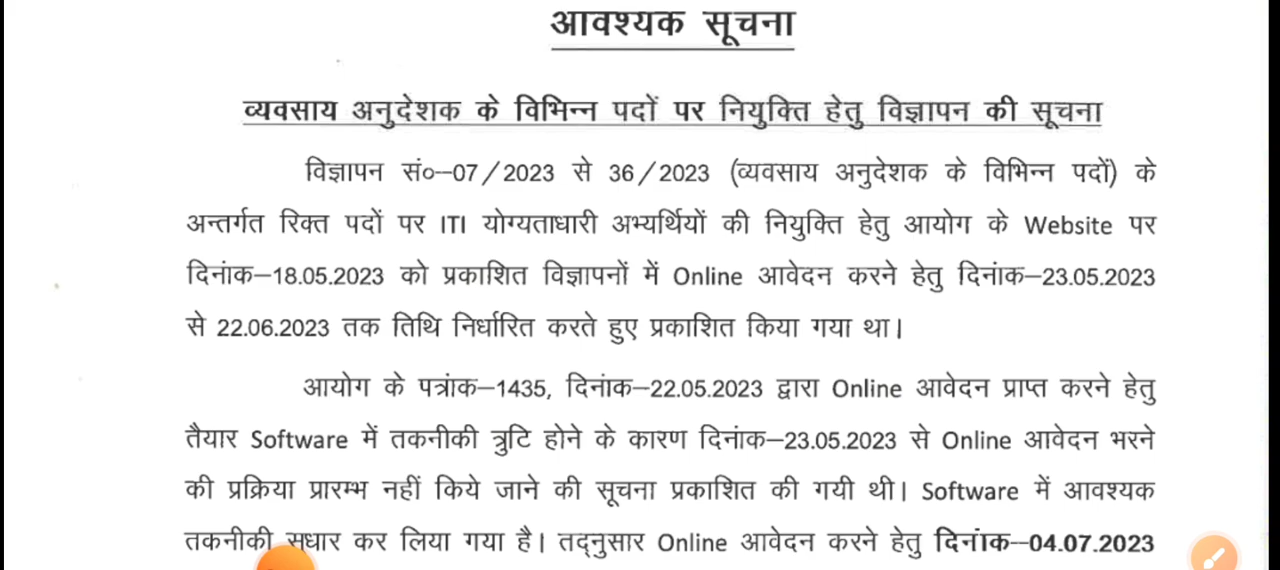 आवश्यक सूचना
व्यवसाय अनुदेशक के विभिन्न पदों पर नियुक्ति हेतु विज्ञापन की सूचना
विज्ञापन सं०–07/2023 से 36/2023 (व्यवसाय अनुदेशक के विभिन्न पदों) के
अन्तर्गत रिक्त पदों पर ITI योग्यताधारी अभ्यर्थियों की नियुक्ति हेतु आयोग के Website पर
दिनांक–18.05.2023 को प्रकाशित विज्ञापनों में Online आवेदन करने हेतु दिनांक–23.05.2023
से 22.06.2023 तक तिथि निर्धारित करते हुए प्रकाशित किया गया था।
आयोग के पत्रांक–1435, दिनांक–22.05.2023 द्वारा Online आवेदन प्राप्त करने हेतु
तैयार Software में तकनीकी त्रुटि होने के कारण दिनांक–23.05.2023 से Online आवेदन भरने
की प्रक्रिया प्रारम्भ नहीं किये जाने की सूचना प्रकाशित की गयी थी। Software में आवश्यक
तकनीकी सुधार कर लिया गया है। तद्नुसार Online आवेदन करने हेतु दिनांक–04.07.2023